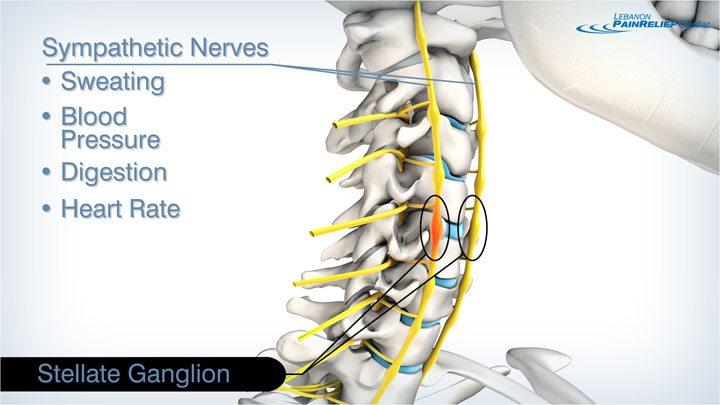 LEBANON
PAINRELIEFCenter
Sympathetic Nerves
• Sweating
• Blood
Pressure
• Digestion
• Heart Rate
Stellate Ganglion